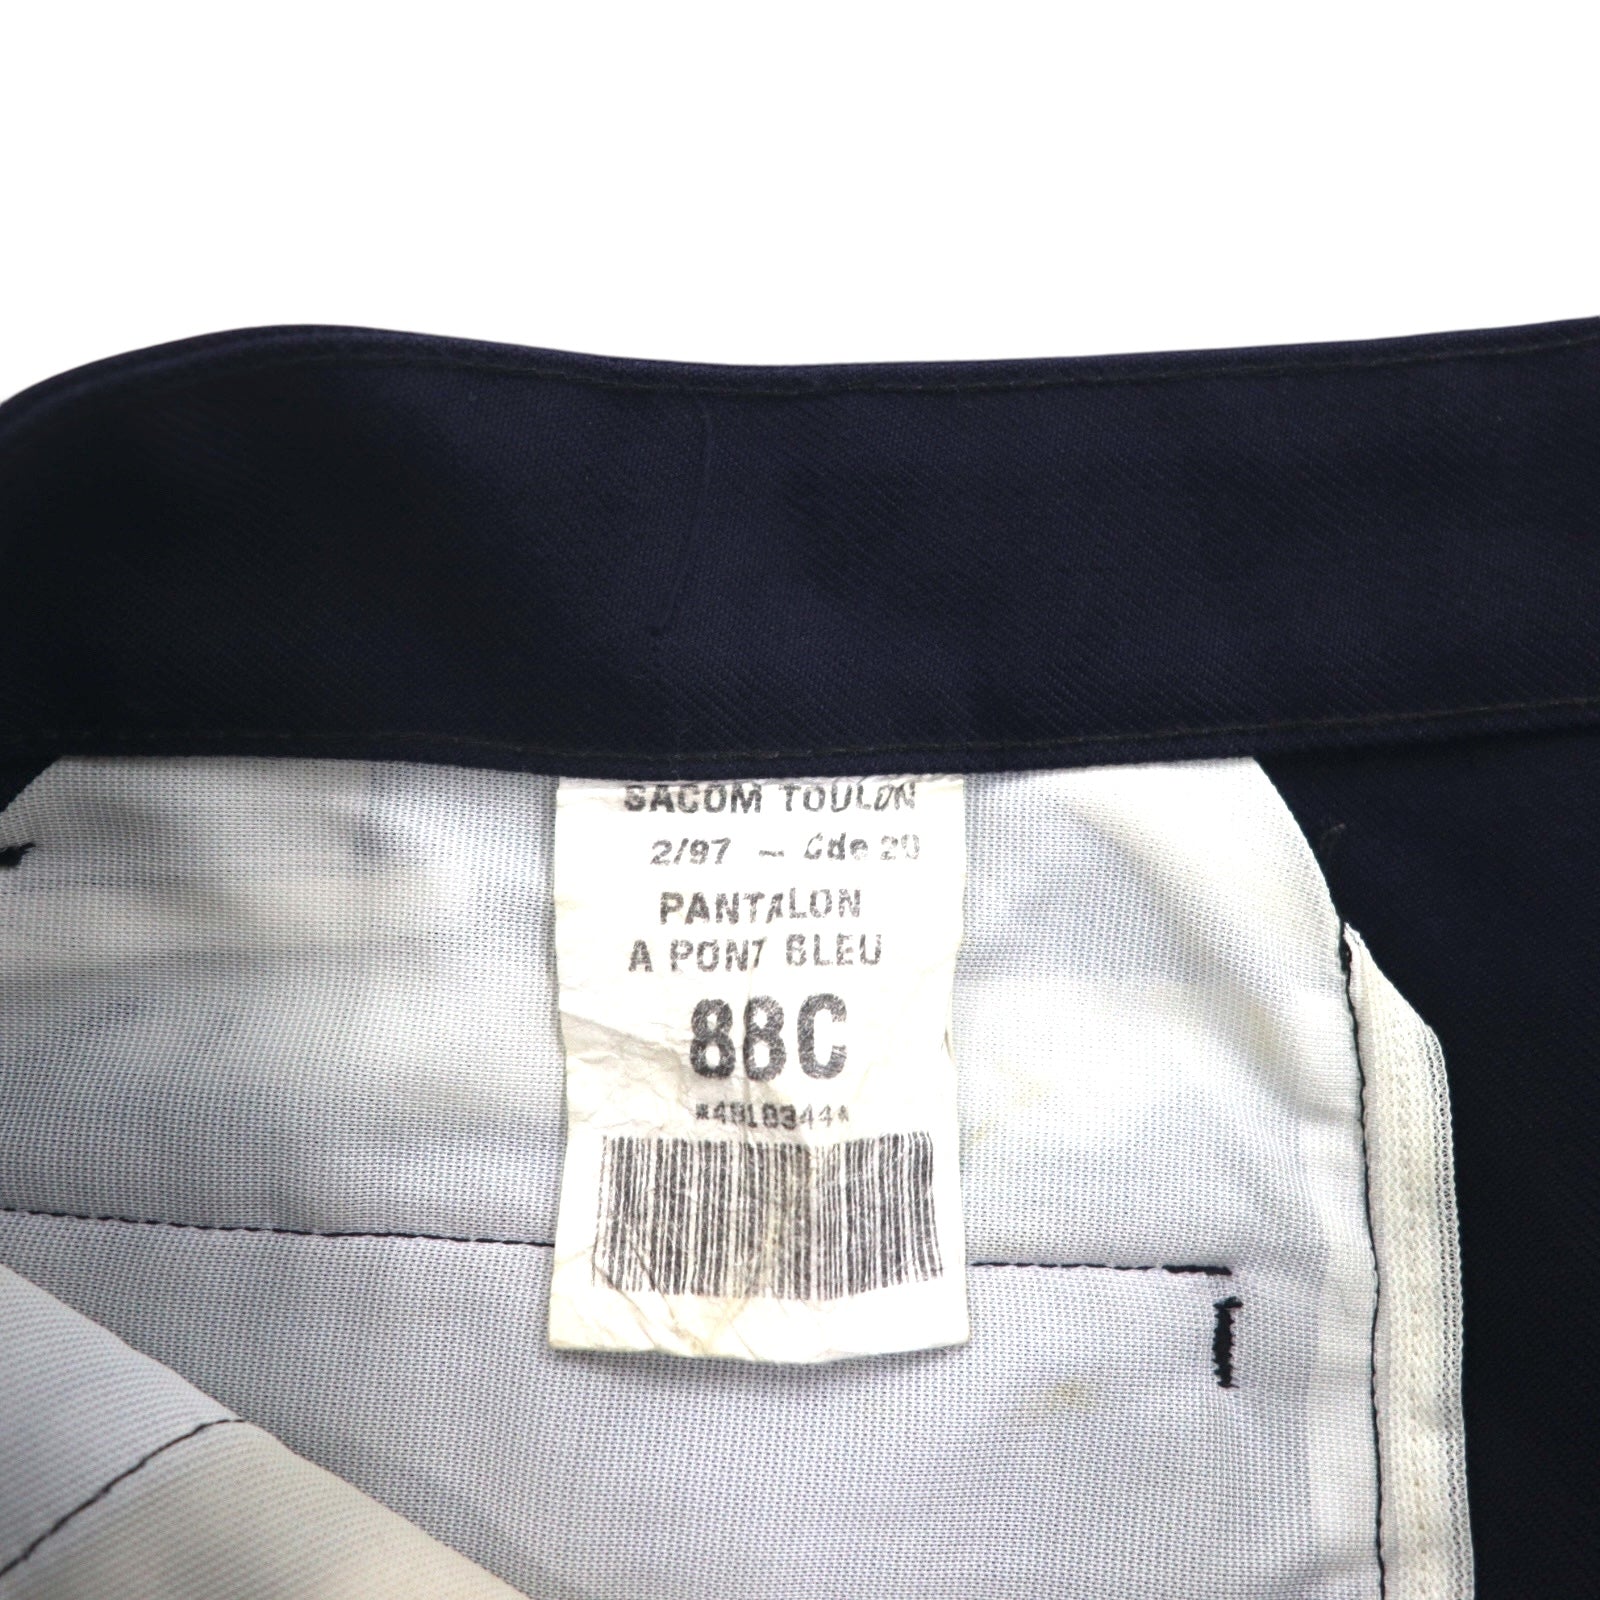 SACOM TOULON
2/97 - Cde 20
PANTALON
A PONT BLEU
88C